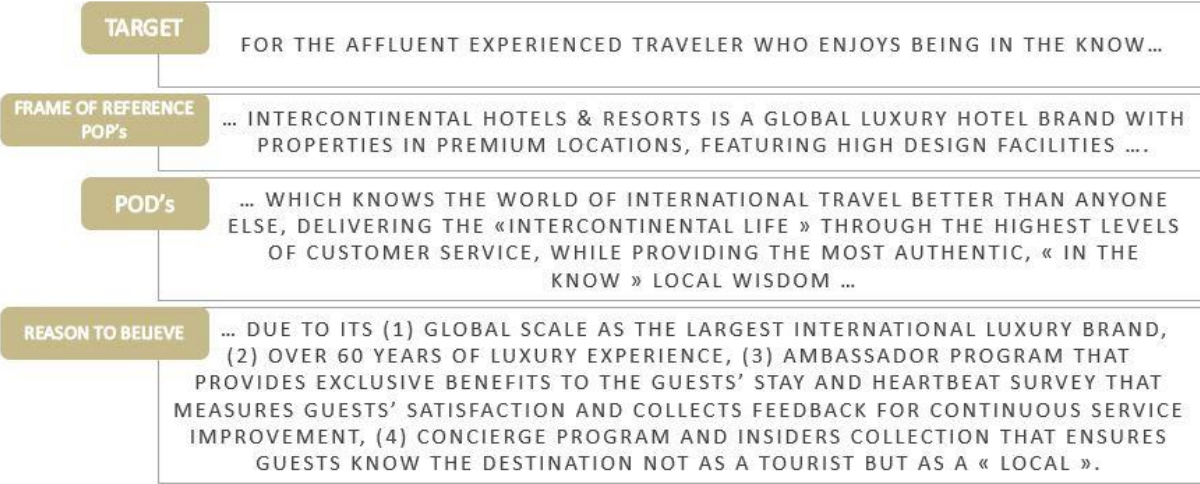 TARGET
FOR THE AFFLUENT EXPERIENCED TRAVELER WHO ENJOYS BEING IN THE KNOW…
FRAME OF REFERENCE
POP's
… INTERCONTINENTAL HOTELS & RESORTS IS A GLOBAL LUXURY HOTEL BRAND WITH
PROPERTIES IN PREMIUM LOCATIONS, FEATURING HIGH DESIGN FACILITIES ….
POD's
… WHICH KNOWS THE WORLD OF INTERNATIONAL TRAVEL BETTER THAN ANYONE
ELSE, DELIVERING THE «INTERCONTINENTAL LIFE » THROUGH THE HIGHEST LEVELS
OF CUSTOMER SERVICE, WHILE PROVIDING THE MOST AUTHENTIC, « IN THE
KNOW » LOCAL WISDOM …
REASON TO BELIEVE
… DUE TO ITS (1) GLOBAL SCALE AS THE LARGEST INTERNATIONAL LUXURY BRAND,
(2) OVER 60 YEARS OF LUXURY EXPERIENCE, (3) AMBASSADOR PROGRAM THAT
PROVIDES EXCLUSIVE BENEFITS TO THE GUESTS' STAY AND HEARTBEAT SURVEY THAT
MEASURES GUESTS' SATISFACTION AND COLLECTS FEEDBACK FOR CONTINUOUS SERVICE
IMPROVEMENT, (4) CONCIERGE PROGRAM AND INSIDERS COLLECTION THAT ENSURES
GUESTS KNOW THE DESTINATION NOT AS A TOURIST BUT AS A « LOCAL ».